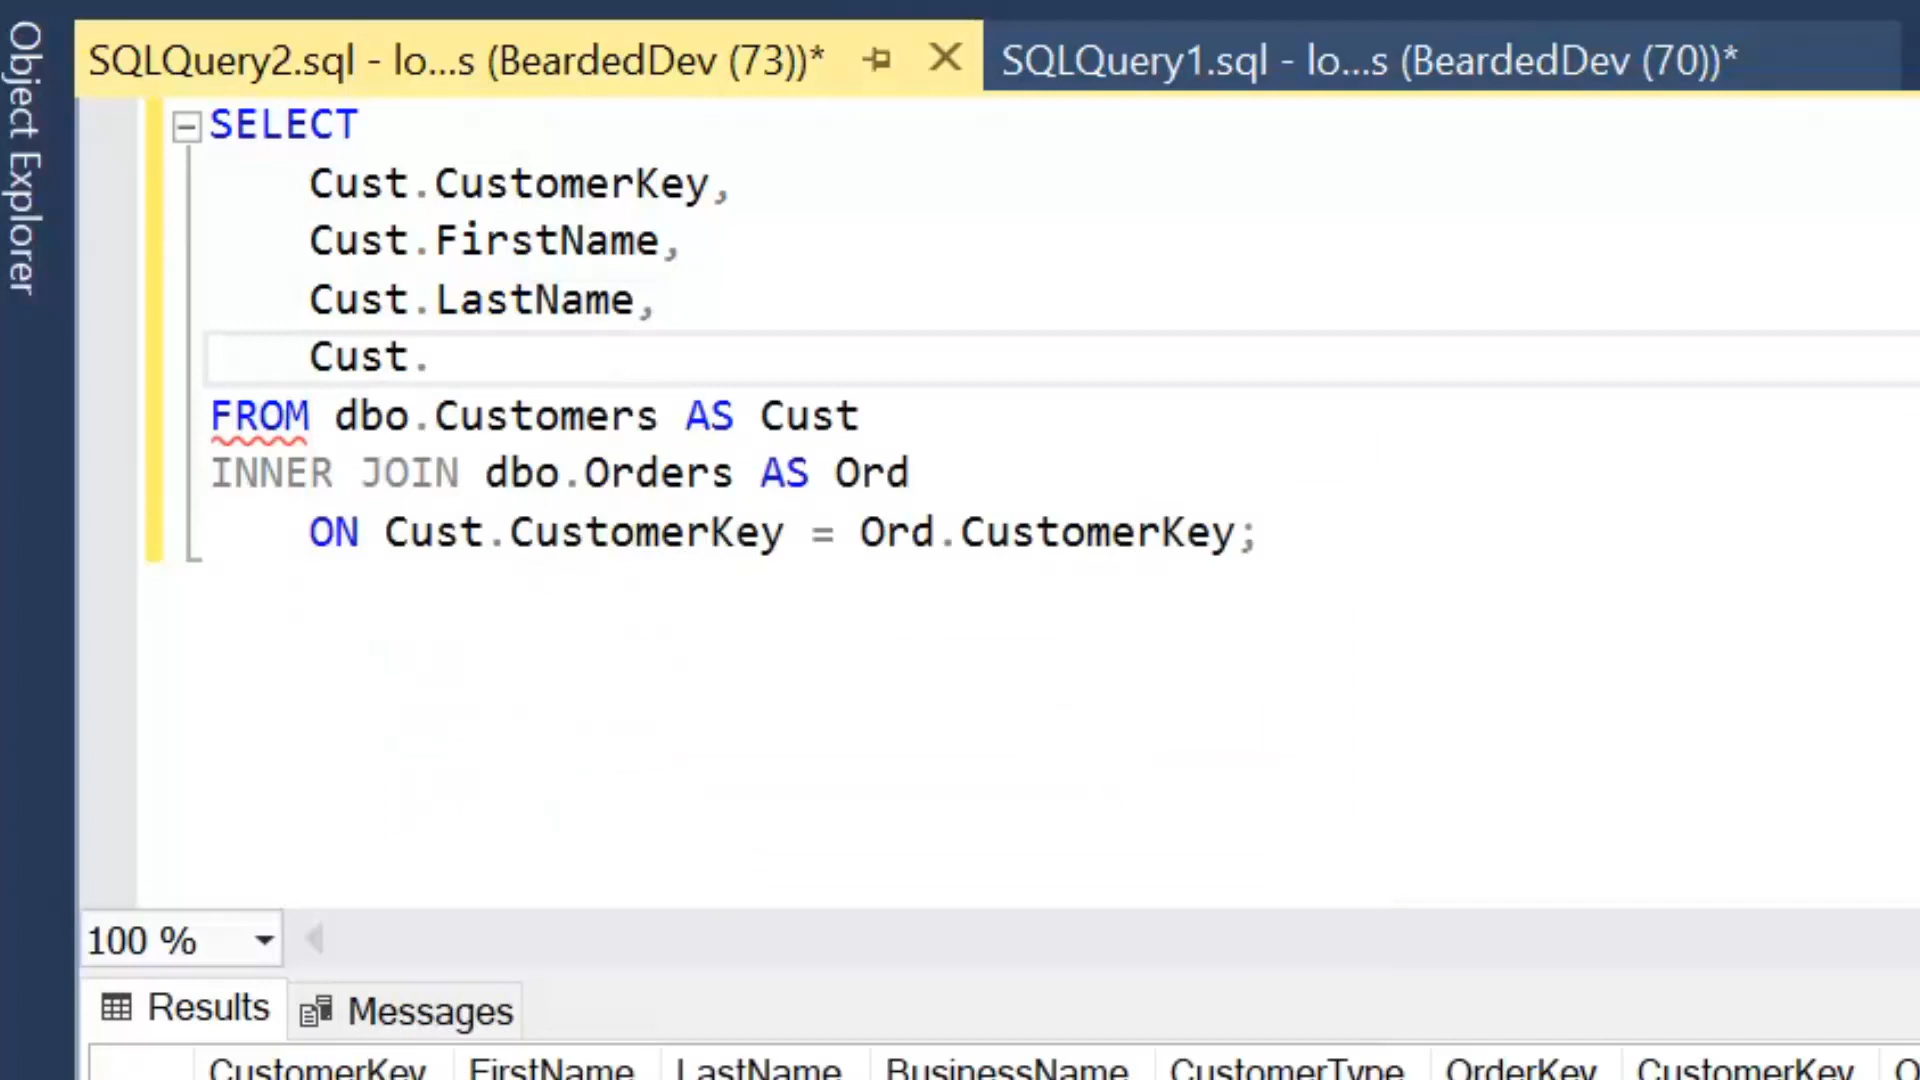 Object Explorer
SQLQuery2.sql - lo...s (BeardedDev (73))*
SQLQuery1.sql - lo...s (BeardedDev (70))*
SELECT
Cust.CustomerKey,
Cust.FirstName,
Cust.LastName,
Cust.
FROM dbo.Customers AS Cust
INNER JOIN dbo.Orders AS Ord
ON Cust.CustomerKey = Ord.CustomerKey;
100 %
Results
Messages
CustomerKey FirstName LastName BusinessName CustomerType OrderKey CustomerKey